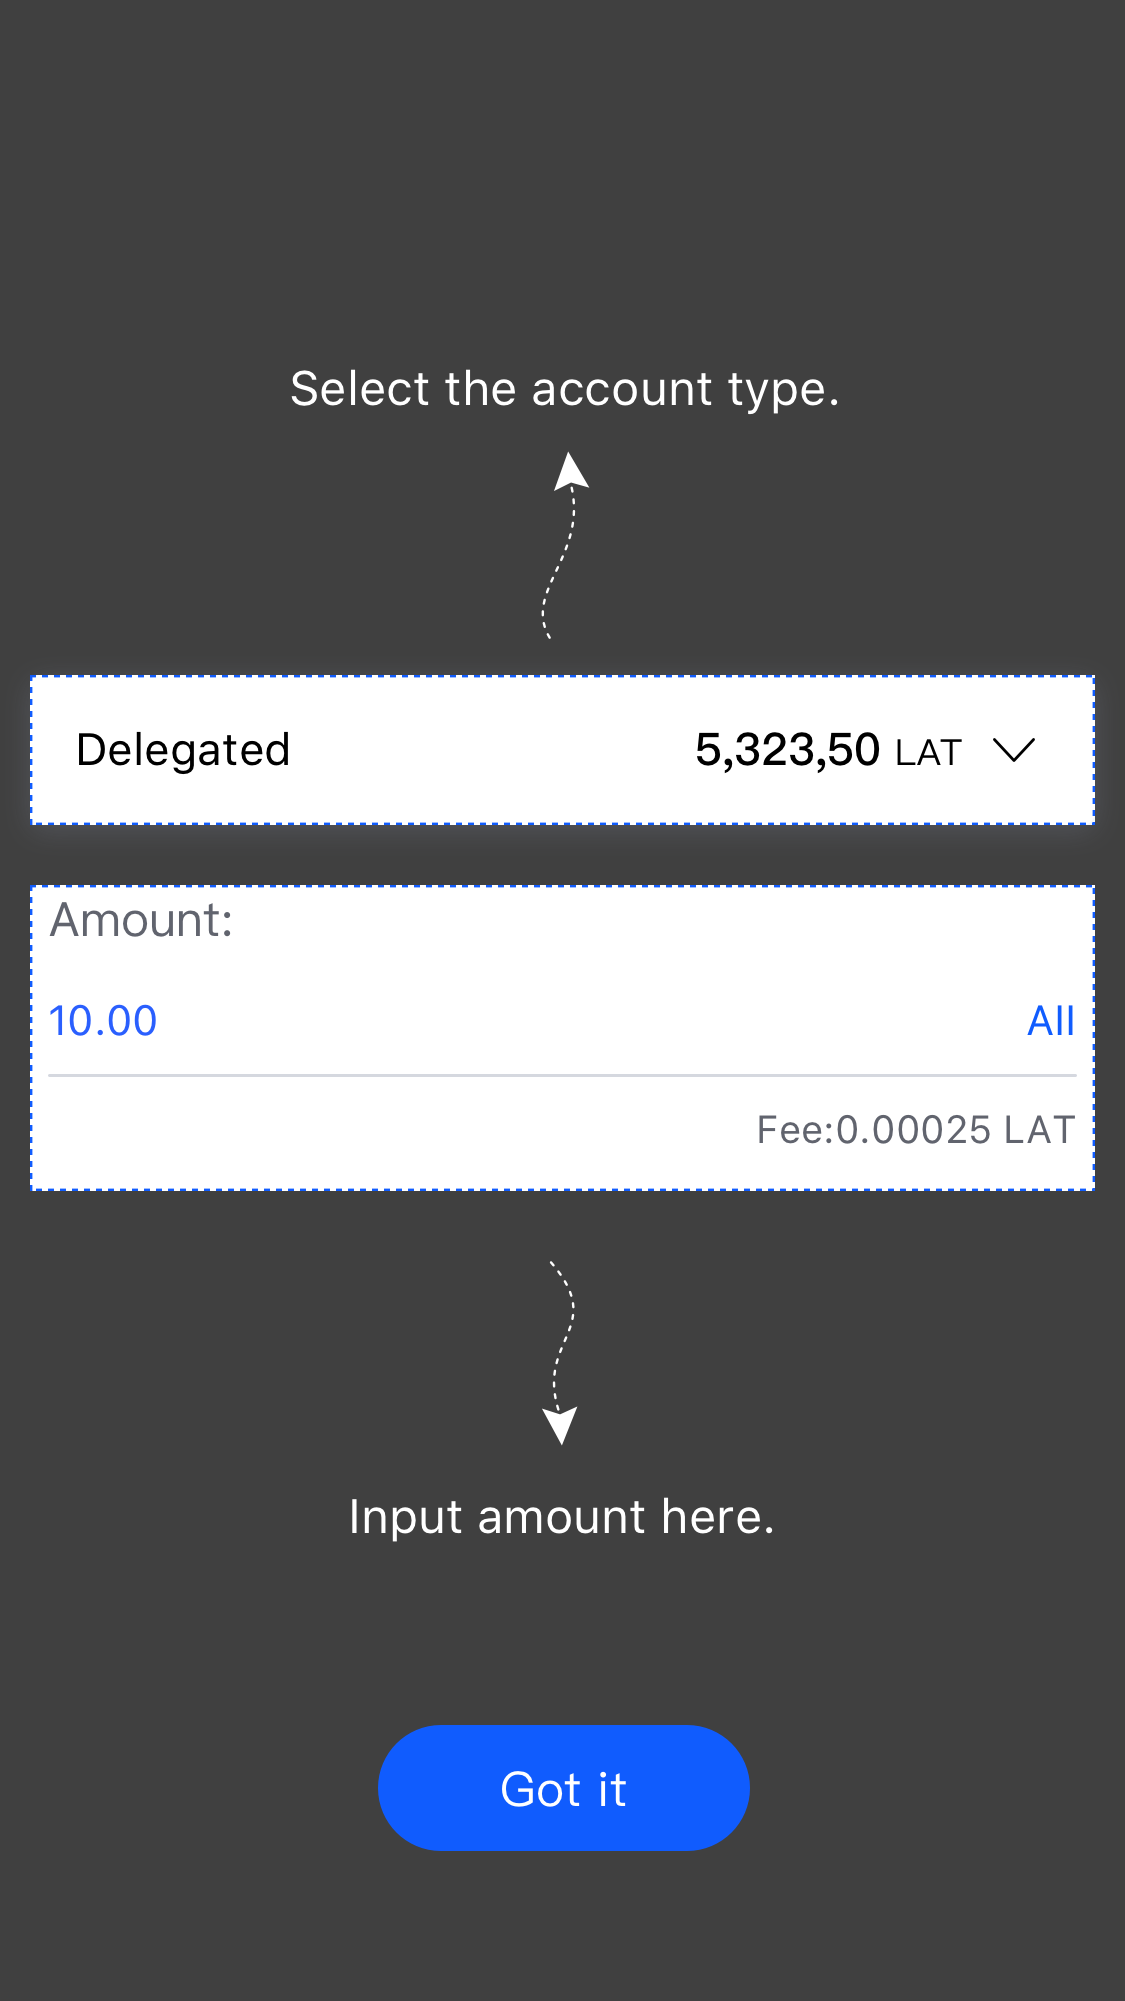 Select the account type.
Delegated 5,323,50 LAT
Amount:
10.00 All
Fee:0.00025 LAT
Input amount here.
Got it